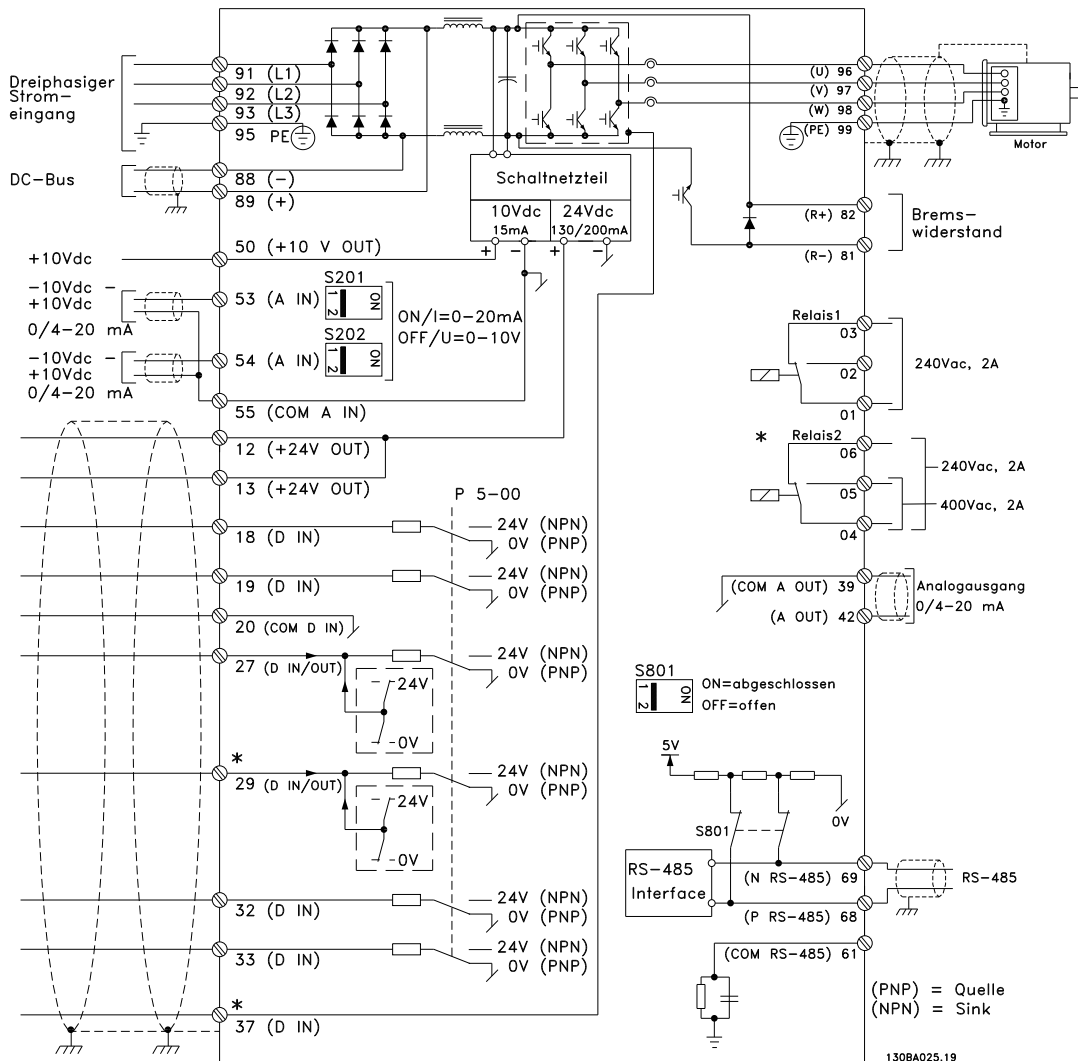 Dreiphasiger
Strom-
eingang
91 (L1)
92 (L2)
93 (L3)
95 PE
DC-Bus
88 (-)
89 (+)
Schaltnetzteil
10Vdc
15mA
24Vdc
130/200mA
+ - + -
+10Vdc
50 (+10 V OUT)
-10Vdc -
+10Vdc
0/4-20 mA
53 (A IN)
S201
1 2 ON
ON/I=0-20mA
OFF/U=0-10V
S202
1 2 ON
-10Vdc -
+10Vdc
0/4-20 mA
54 (A IN)
55 (COM A IN)
12 (+24V OUT)
13 (+24V OUT)
P 5-00
18 (D IN)
24V (NPN)
0V (PNP)
19 (D IN)
24V (NPN)
0V (PNP)
20 (COM D IN)
27 (D IN/OUT)
24V (NPN)
0V (PNP)
24V
0V
*
29 (D IN/OUT)
24V (NPN)
0V (PNP)
24V
0V
32 (D IN)
24V (NPN)
0V (PNP)
33 (D IN)
24V (NPN)
0V (PNP)
*
37 (D IN)
(U) 96
(V) 97
(W) 98
(PE) 99
Motor
(R+) 82
(R-) 81
Brems-
widerstand
Relais1
03
02
01
240Vac, 2A
*
Relais2
06
05
04
240Vac, 2A
400Vac, 2A
(COM A OUT) 39
(A OUT) 42
Analogausgang
0/4-20 mA
S801
1 2 ON
ON=abgeschlossen
OFF=offen
5V
0V
S801
RS-485
Interface
(N RS-485) 69
(P RS-485) 68
RS-485
(COM RS-485) 61
(PNP) = Quelle
(NPN) = Sink
130BA025.19